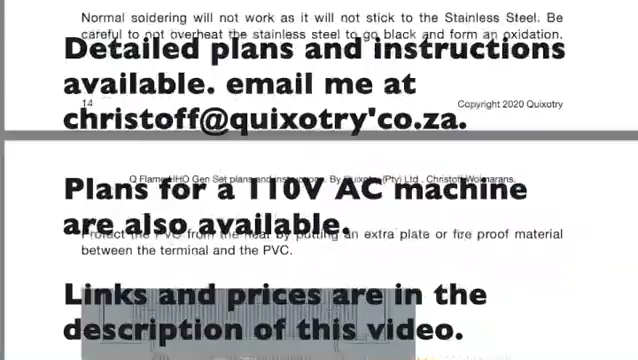 Normal soldering will not work as it will not stick to the Stainless Steel. Be
careful to not overheat the stainless steel to go black and form an oxidation.
Detailed plans and instructions
available. email me at
14
Copyright 2020 Quixotry
christoff@quixotry'co.za.
Q Flame HHO Gen Set plans and instructions. By Quixotry (Pty) Ltd . Christoff Wolmarans.
Plans for a 110V AC machine
are also available.
Protect the PVC from the heat by putting an extra plate or fire proof material
between the terminal and the PVC.
Links and prices are in the
description of this video.